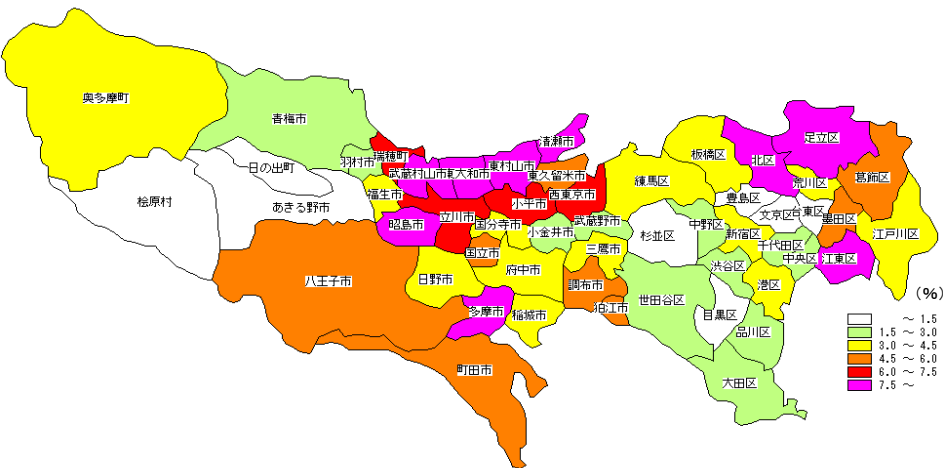 奥多摩町
青梅市
瑞穂町
羽村市
日の出町
檜原村
あきる野市
福生市
武蔵村山市
東大和市
東村山市
清瀬市
東久留米市
西東京市
小平市
立川市
昭島市
国分寺市
小金井市
武蔵野市
国立市
府中市
三鷹市
八王子市
日野市
多摩市
稲城市
調布市
狛江市
町田市
練馬区
板橋区
北区
足立区
荒川区
葛飾区
豊島区
文京区
台東区
墨田区
江戸川区
杉並区
中野区
新宿区
千代田区
中央区
江東区
渋谷区
港区
世田谷区
目黒区
品川区
大田区
(%)
～ 1.5
1.5 ～ 3.0
3.0 ～ 4.5
4.5 ～ 6.0
6.0 ～ 7.5
7.5 ～